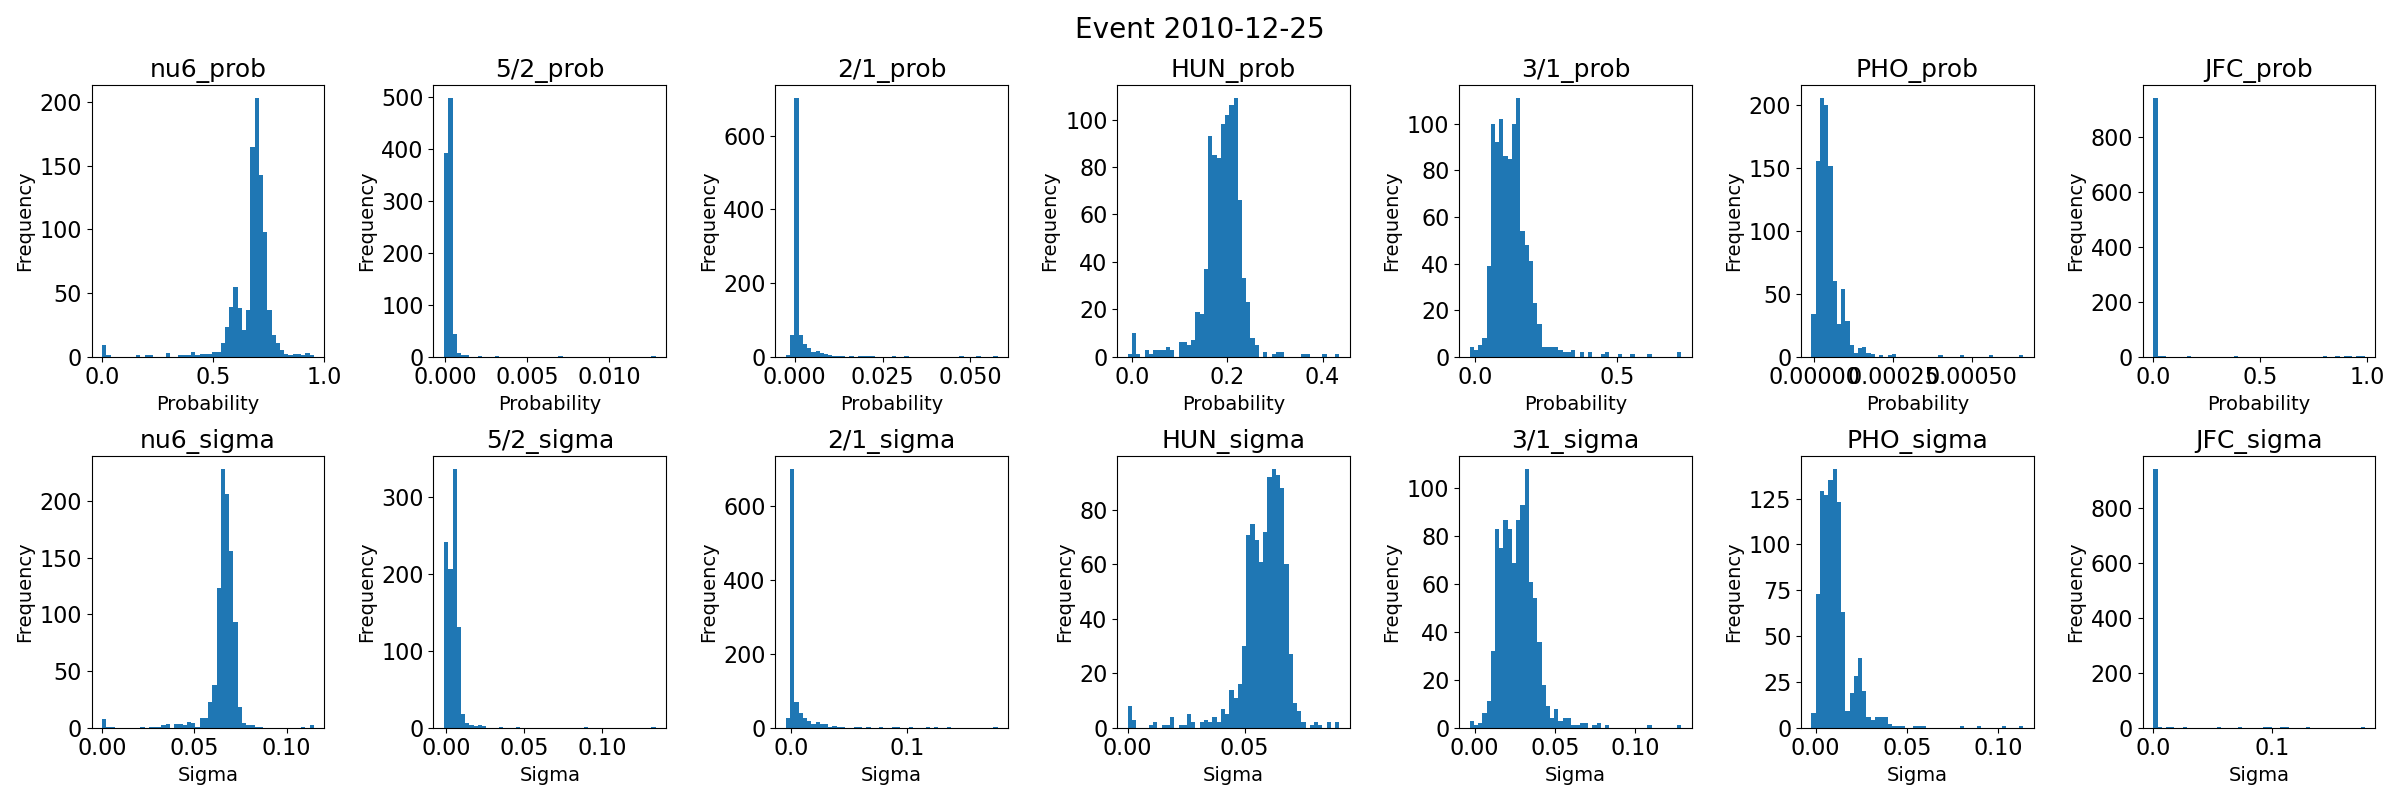 Event 2010-12-25
nu6_prob 5/2_prob 2/1_prob HUN_prob 3/1_prob PHO_prob JFC_prob
Frequency
0 50 100 150 200
0.0 0.5 1.0
Probability
Frequency
0 100 200 300 400 500
0.000 0.005 0.010
Probability
Frequency
0 200 400 600
0.000 0.025 0.050
Probability
Frequency
0 20 40 60 80 100
0.0 0.2 0.4
Probability
Frequency
0 20 40 60 80 100
0.0 0.5
Probability
Frequency
0 50 100 150 200
0.00000 0.00025 0.00050
Probability
Frequency
0 200 400 600 800
0.0 0.5 1.0
Probability
nu6_sigma 5/2_sigma 2/1_sigma HUN_sigma 3/1_sigma PHO_sigma JFC_sigma
Frequency
0 50 100 150 200
0.00 0.05 0.10
Sigma
Frequency
0 100 200 300
0.00 0.05 0.10
Sigma
Frequency
0 200 400 600
0.0 0.1
Sigma
Frequency
0 20 40 60 80
0.00 0.05
Sigma
Frequency
0 20 40 60 80 100
0.00 0.05 0.10
Sigma
Frequency
0 25 50 75 100 125
0.00 0.05 0.10
Sigma
Frequency
0 200 400 600 800
0.0 0.1
Sigma